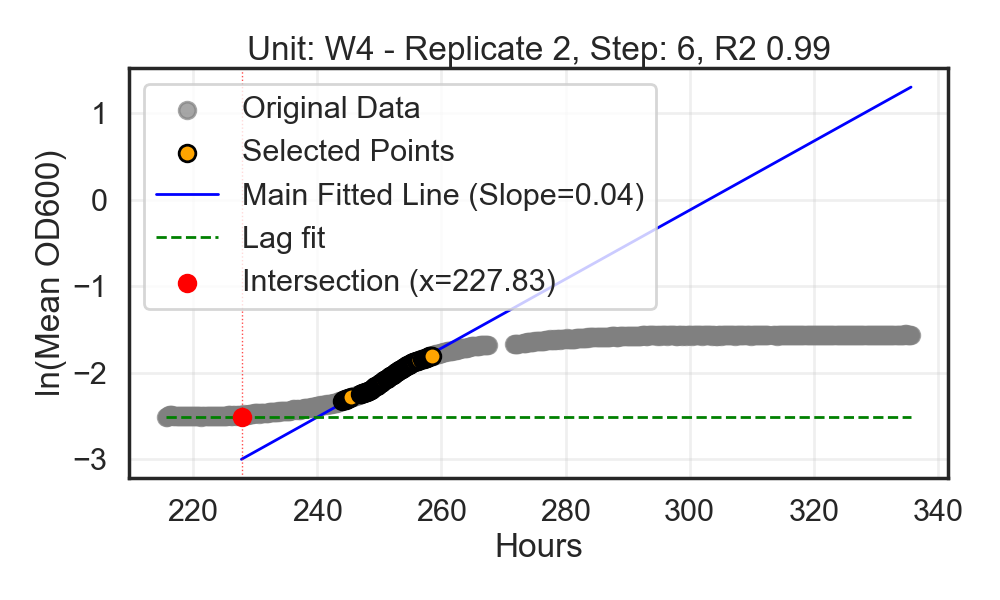 Unit: W4 - Replicate 2, Step: 6, R2 0.99
Original Data
Selected Points
Main Fitted Line (Slope=0.04)
Lag fit
Intersection (x=227.83)
ln(Mean OD600)
1
0
−1
−2
−3
220 240 260 280 300 320 340
Hours